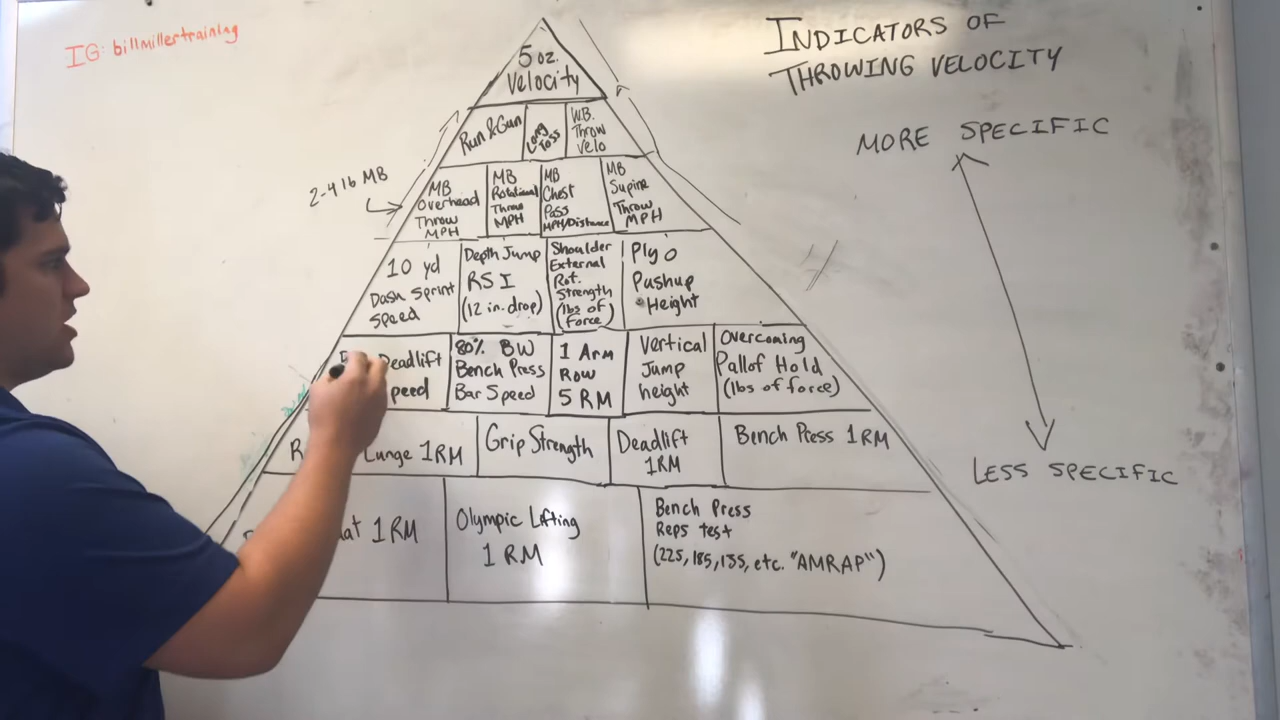 IG: billmillertraining
INDICATORS OF
THROWING VELOCITY
MORE SPECIFIC
LESS SPECIFIC
5 oz.
Velocity
Run & Gun
Long
Toss
W.B.
Throw
Velo
2-4 lb MB
MB
Overhead
Throw
MPH
MB
Rotational
Throw
MPH
MB
Chest
Pass
MPH/Distance
MB
Supine
Throw
MPH
10 yd
Dash Sprint
Speed
Depth Jump
RSI
(12 in. drop)
Shoulder
External
Rot.
Strength
(lbs of
force)
Plyo
Pushup
Height
Deadlift
80% BW
Bench Press
Bar Speed
1 Arm
Row
5 RM
Vertical
Jump
height
Overcoming
Pallof Hold
(lbs of force)
Lunge 1RM
Grip Strength
Deadlift
1RM
Bench Press 1RM
1 RM
Olympic Lifting
1 RM
Bench Press
Reps test
(225, 185, 135, etc. "AMRAP")